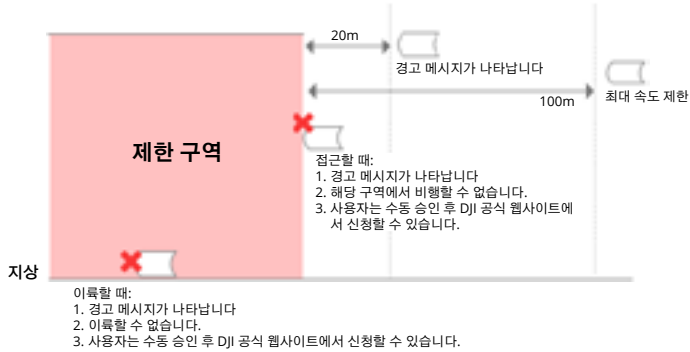 20m
경고 메시지가 나타납니다
100m
최대 속도 제한
제한 구역
접근할 때:
1. 경고 메시지가 나타납니다
2. 해당 구역에서 비행할 수 없습니다.
3. 사용자는 수동 승인 후 DJI 공식 웹사이트에
서 신청할 수 있습니다.
지상
이륙할 때:
1. 경고 메시지가 나타납니다
2. 이륙할 수 없습니다.
3. 사용자는 수동 승인 후 DJI 공식 웹사이트에서 신청할 수 있습니다.